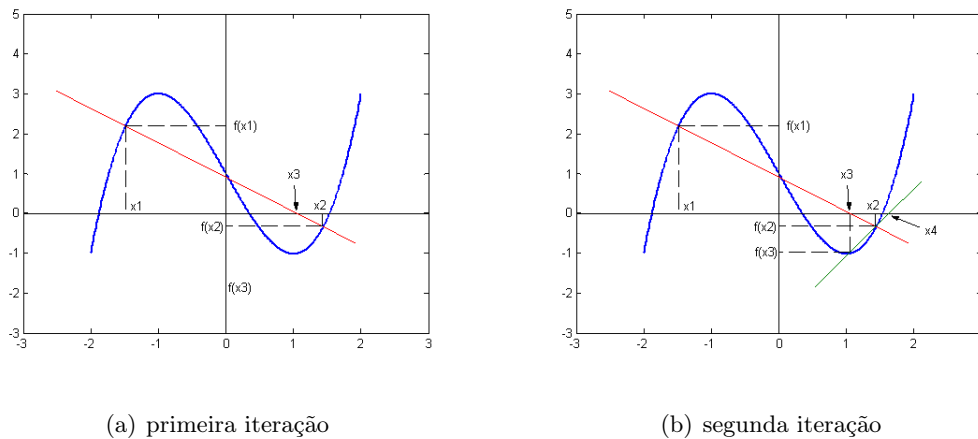 5
4
3
2
1
0
-1
-2
-3
-3 -2 -1 0 1 2 3
f(x1)
x3
x1
x2
f(x2)
f(x3)
(a) primeira iteração
5
4
3
2
1
0
-1
-2
-3
-3 -2 -1 0 1 2 3
f(x1)
x3
x1
x2
f(x2)
x4
f(x3)
(b) segunda iteração